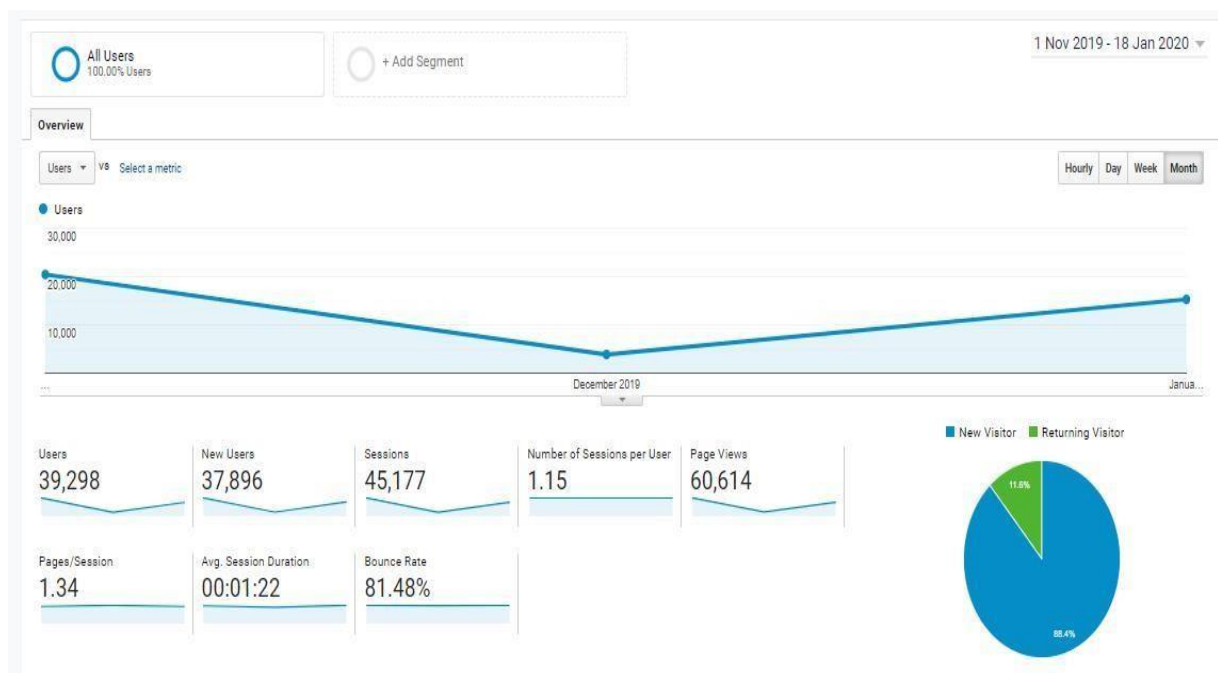 All Users
100.00% Users
+ Add Segment
1 Nov 2019 - 18 Jan 2020
Overview
Users vs Select a metric
Hourly Day Week Month
Users
30,000
20,000
10,000
... December 2019 Janua...
New Visitor Returning Visitor
Users New Users Sessions Number of Sessions per User Page Views
39,298 37,896 45,177 1.15 60,614
11.6%
Pages/Session Avg. Session Duration Bounce Rate
1.34 00:01:22 81.48%
88.4%